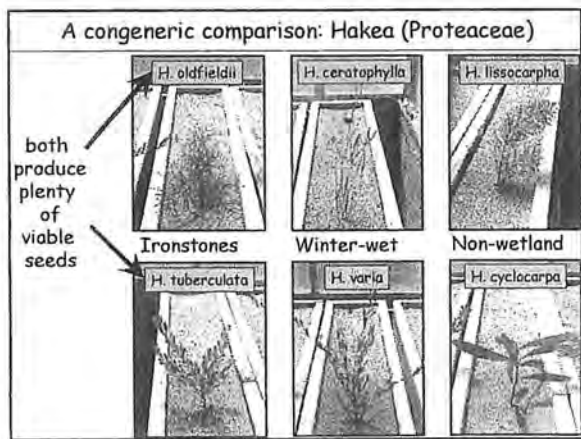 A congeneric comparison: Hakea (Proteaceae)
H. oldfieldii
H. ceratophylla
H. lissocarpha
both
produce
plenty
of
viable
seeds
Ironstones
Winter-wet
Non-wetland
H. tuberculata
H. varia
H. cyclocarpa